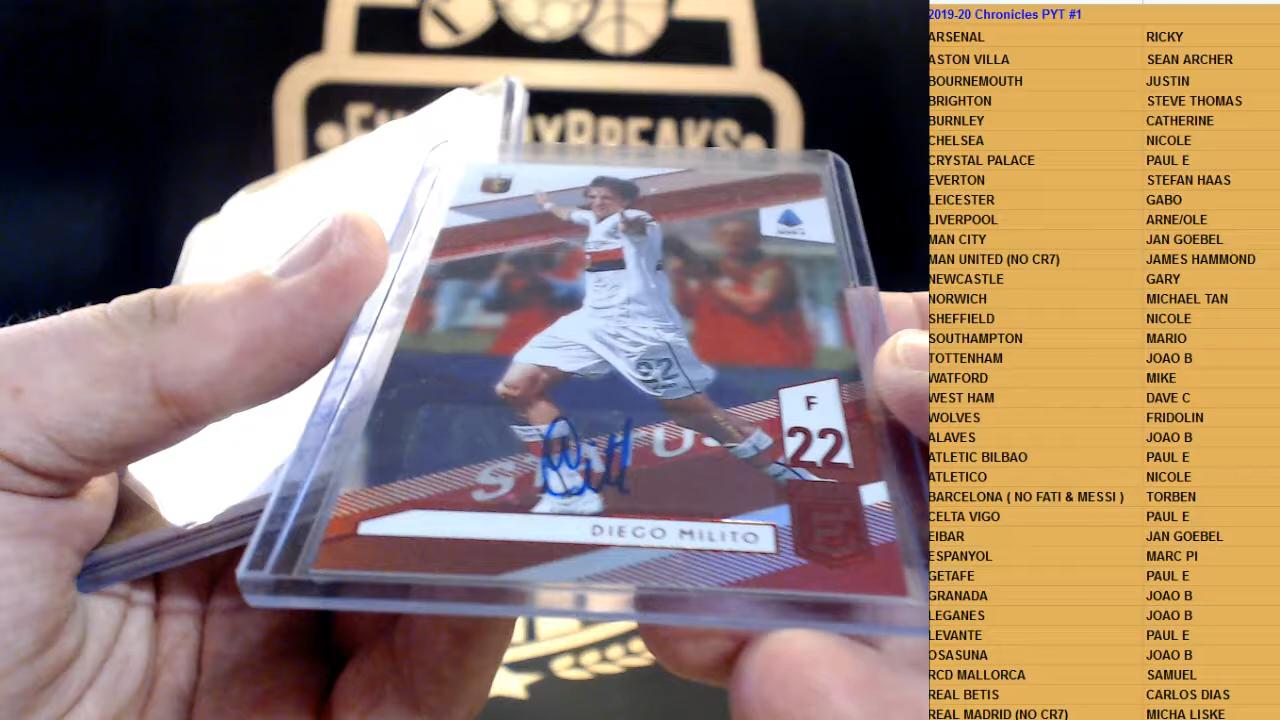 2019-20 Chronicles PYT #1
ARSENAL RICKY
ASTON VILLA SEAN ARCHER
BOURNEMOUTH JUSTIN
BRIGHTON STEVE THOMAS
BURNLEY CATHERINE
CHELSEA NICOLE
CRYSTAL PALACE PAUL E
EVERTON STEFAN HAAS
LEICESTER GABO
LIVERPOOL ARNE/OLE
MAN CITY JAN GOEBEL
MAN UNITED (NO CR7) JAMES HAMMOND
NEWCASTLE GARY
NORWICH MICHAEL TAN
SHEFFIELD NICOLE
SOUTHAMPTON MARIO
TOTTENHAM JOAO B
WATFORD MIKE
WEST HAM DAVE C
WOLVES FRIDOLIN
ALAVES JOAO B
ATLETIC BILBAO PAUL E
ATLETICO NICOLE
BARCELONA ( NO FATI & MESSI ) TORBEN
CELTA VIGO PAUL E
EIBAR JAN GOEBEL
ESPANYOL MARC PI
GETAFE PAUL E
GRANADA JOAO B
LEGANES JOAO B
LEVANTE PAUL E
OSASUNA JOAO B
RCD MALLORCA SAMUEL
REAL BETIS CARLOS DIAS
REAL MADRID (NO CR7) MICHA LISKE
BREAKS
F
22
STATUS
DIEGO MILITO